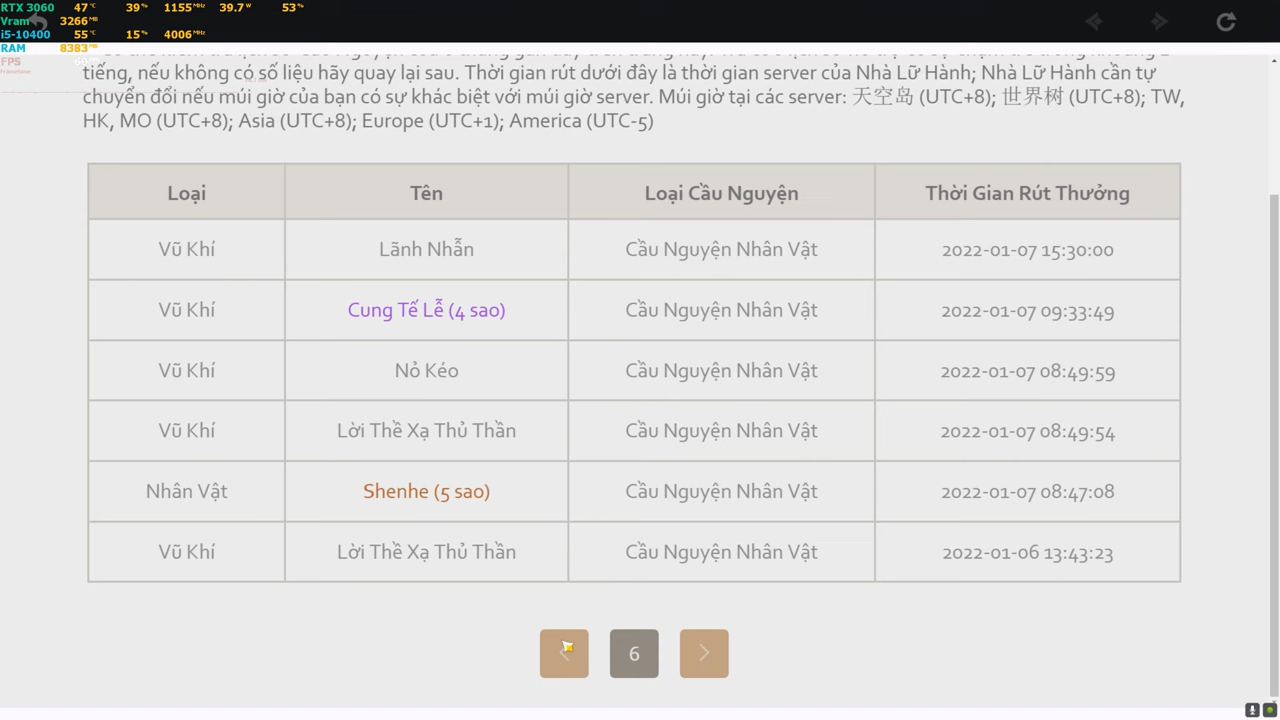 RTX 3060 47 °C 39 % 1155 MHz 39.7 W 53 %
Vram 3266 MB
i5-10400 55 °C 15 % 4006 MHz
RAM 8383 MB
FPS 60
Frametime
tiếng, nếu không có số liệu hãy quay lại sau. Thời gian rút dưới đây là thời gian server của Nhà Lữ Hành; Nhà Lữ Hành cần tự
chuyển đổi nếu múi giờ của bạn có sự khác biệt với múi giờ server. Múi giờ tại các server: 天空岛 (UTC+8); 世界树 (UTC+8); TW,
HK, MO (UTC+8); Asia (UTC+8); Europe (UTC+1); America (UTC-5)
Loại Tên Loại Cầu Nguyện Thời Gian Rút Thưởng
Vũ Khí Lãnh Nhẫn Cầu Nguyện Nhân Vật 2022-01-07 15:30:00
Vũ Khí Cung Tế Lễ (4 sao) Cầu Nguyện Nhân Vật 2022-01-07 09:33:49
Vũ Khí Nỏ Kéo Cầu Nguyện Nhân Vật 2022-01-07 08:49:59
Vũ Khí Lời Thề Xạ Thủ Thần Cầu Nguyện Nhân Vật 2022-01-07 08:49:54
Nhân Vật Shenhe (5 sao) Cầu Nguyện Nhân Vật 2022-01-07 08:47:08
Vũ Khí Lời Thề Xạ Thủ Thần Cầu Nguyện Nhân Vật 2022-01-06 13:43:23
6